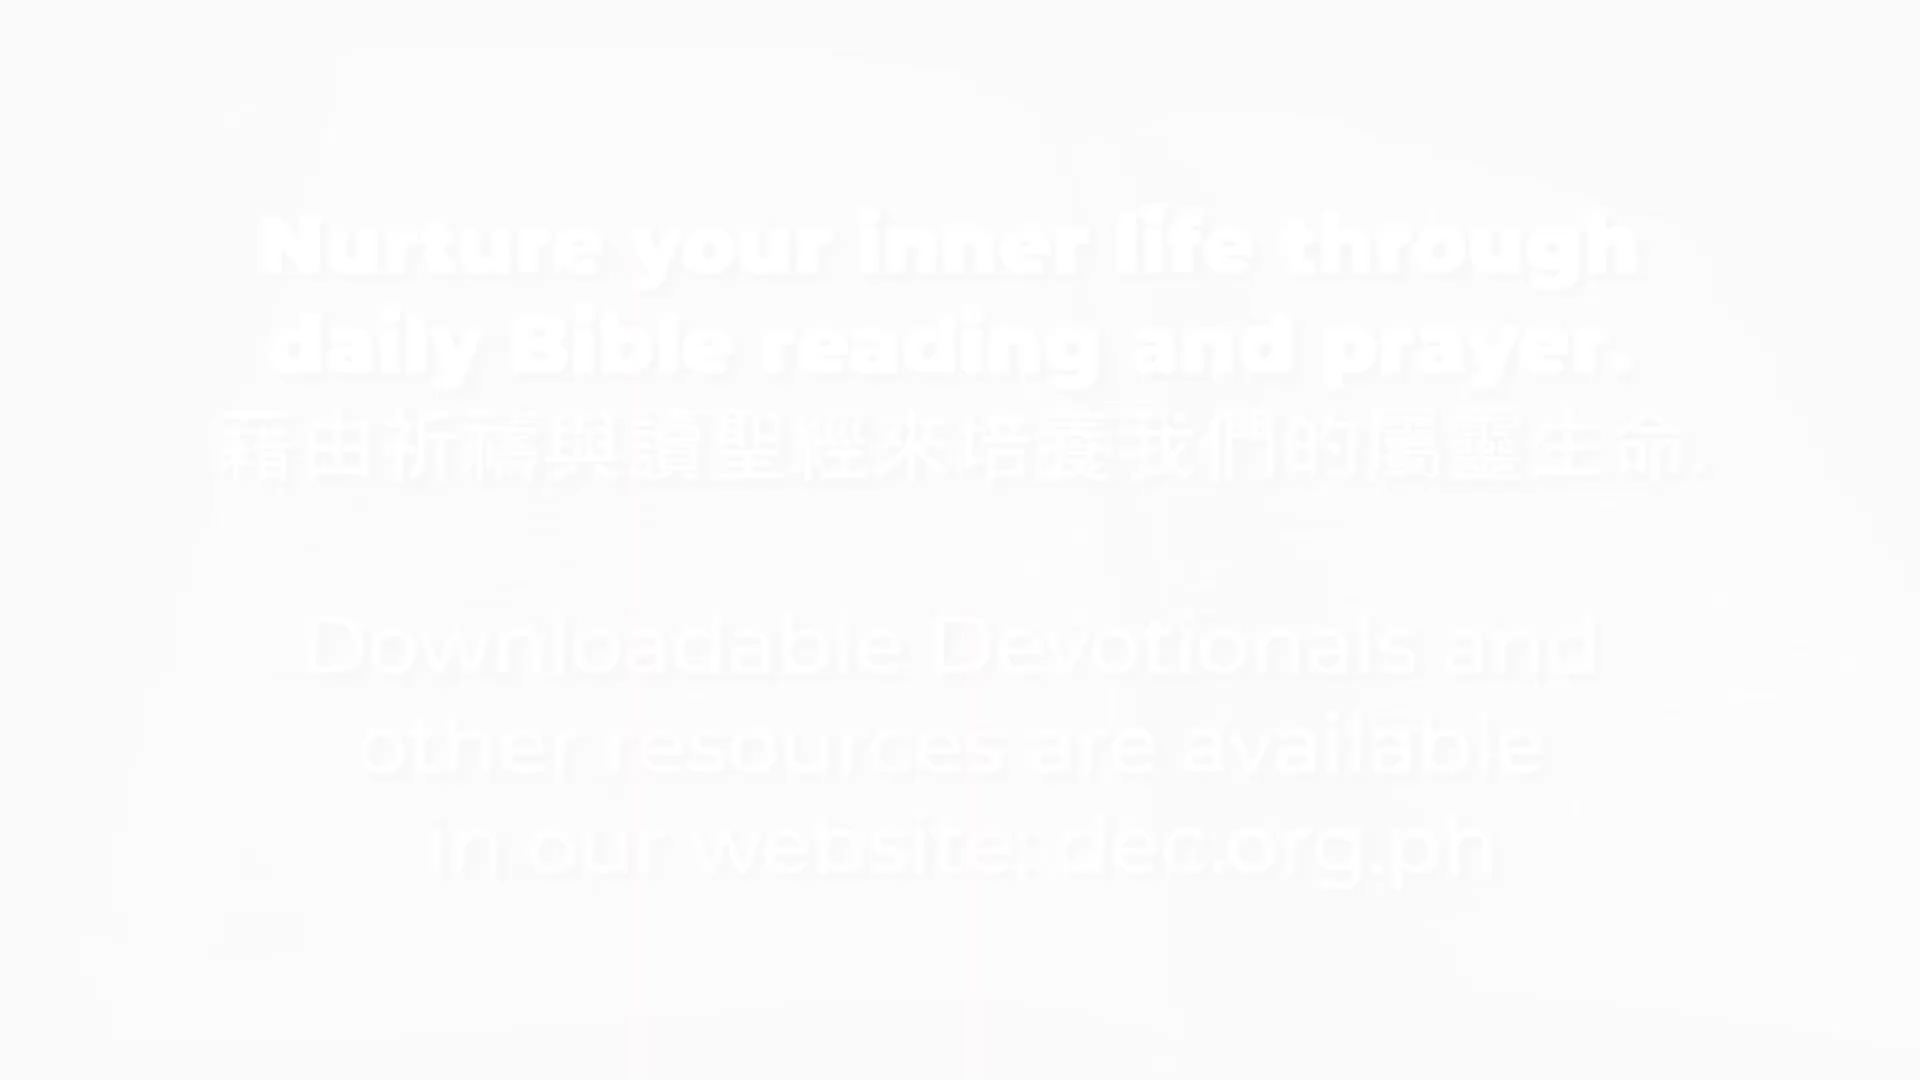 Nurture your inner life through
daily Bible reading and prayer.
藉由祈禱與讀聖經來培養我們的屬靈生命.
Downloadable Devotionals and
other resources are available
in our website: dec.org.ph